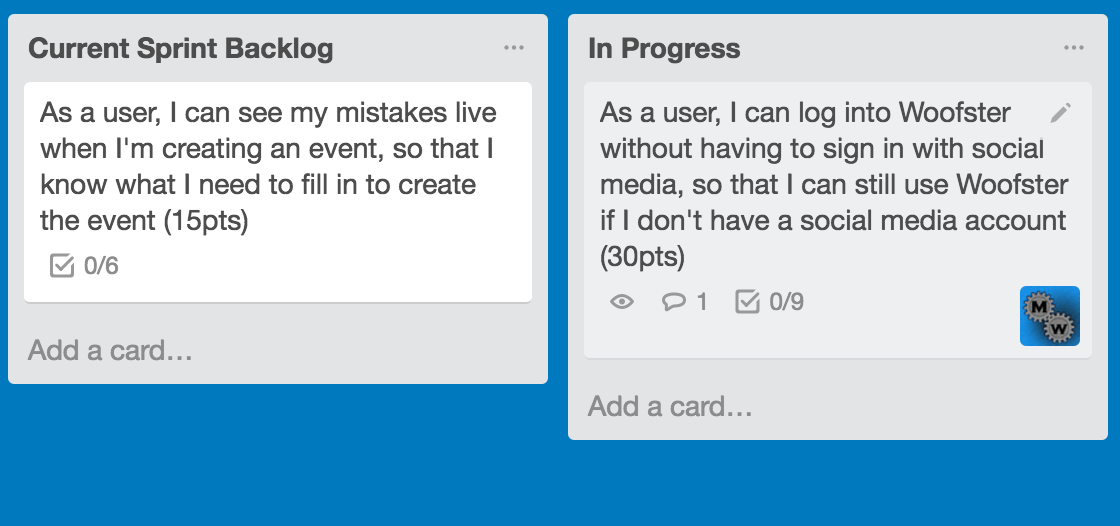 Current Sprint Backlog
As a user, I can see my mistakes live
when I'm creating an event, so that I
know what I need to fill in to create
the event (15pts)
0/6
Add a card…
In Progress
As a user, I can log into Woofster
without having to sign in with social
media, so that I can still use Woofster
if I don't have a social media account
(30pts)
1
0/9
M
W
Add a card…